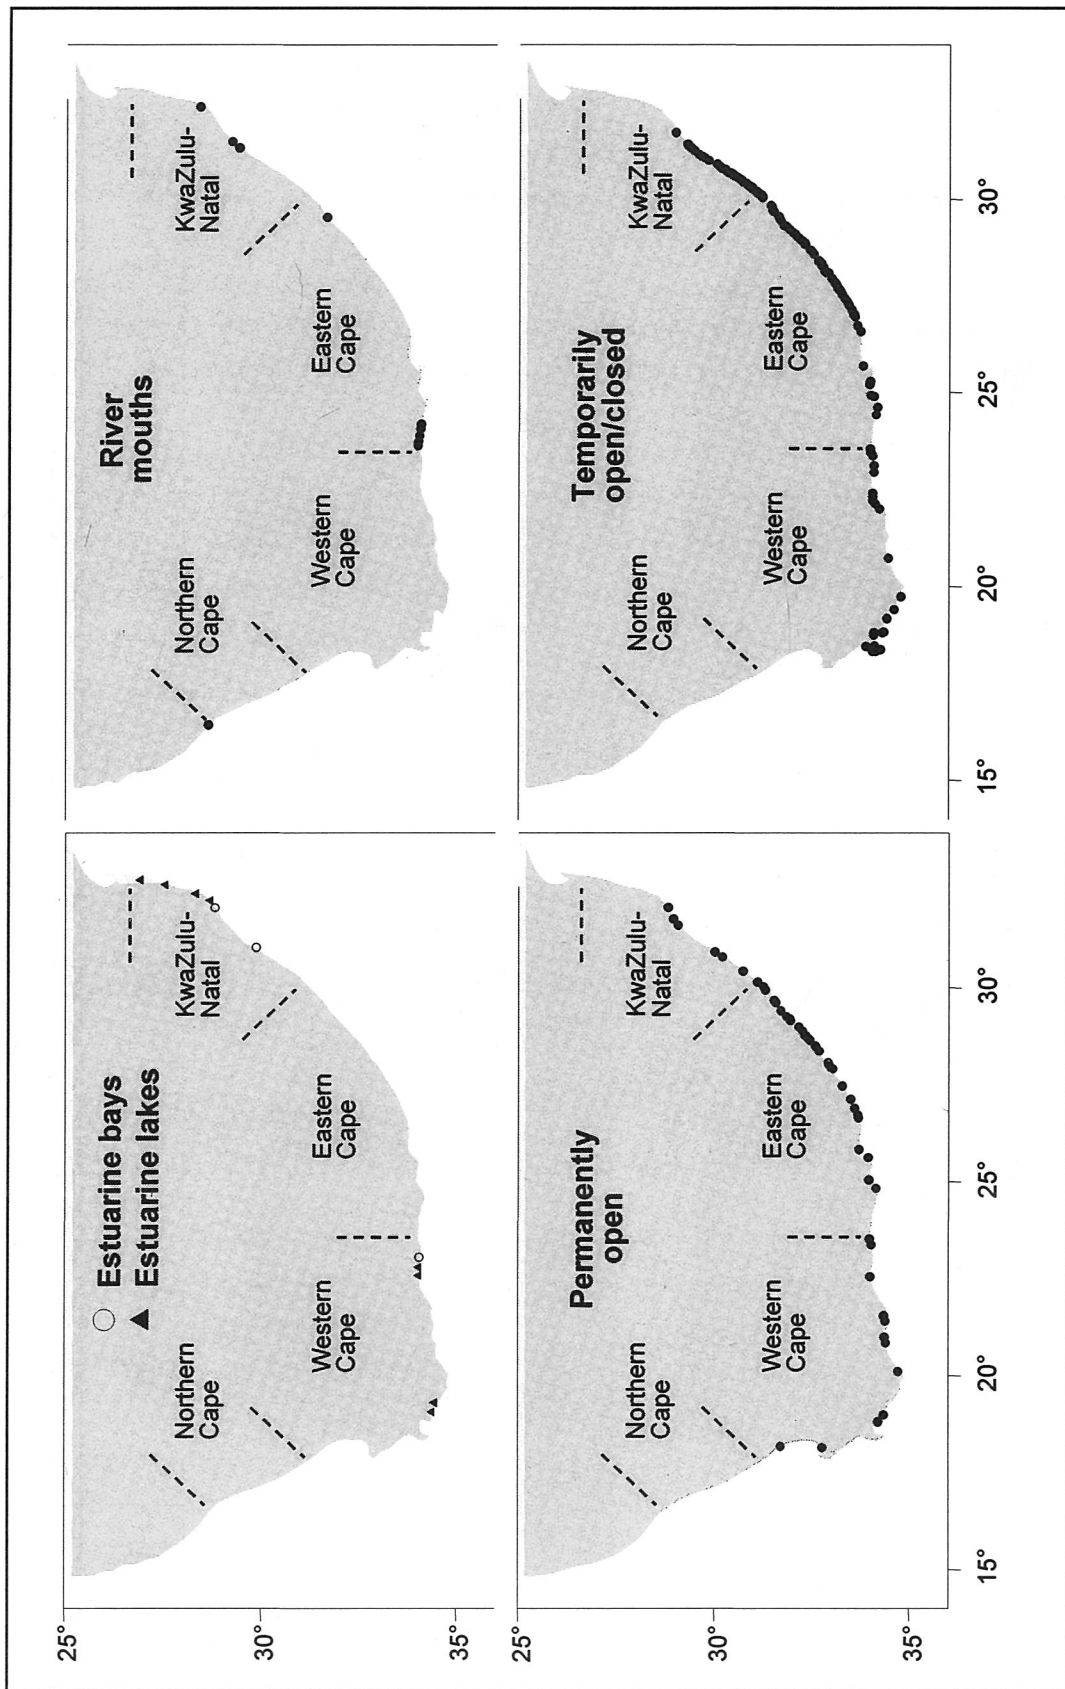 Estuarine bays
Estuarine lakes
Northern
Cape
Western
Cape
Eastern
Cape
KwaZulu-
Natal
25°
30°
35°
River
mouths
Northern
Cape
Western
Cape
Eastern
Cape
KwaZulu-
Natal
Permanently
open
Northern
Cape
Western
Cape
Eastern
Cape
KwaZulu-
Natal
25°
30°
35°
15°
20°
25°
30°
Temporarily
open/closed
Northern
Cape
Western
Cape
Eastern
Cape
KwaZulu-
Natal
15°
20°
25°
30°